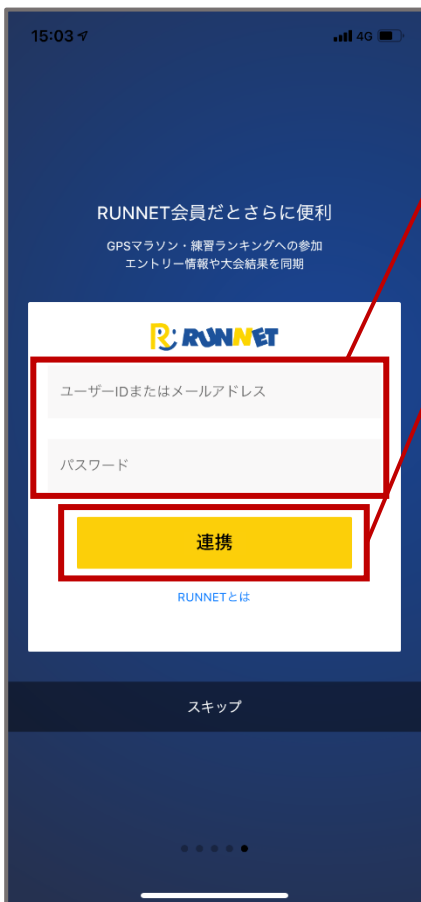 15:03
4G
RUNNET会員だとさらに便利
GPSマラソン・練習ランキングへの参加
エントリー情報や大会結果を同期
R RUNNET
ユーザーIDまたはメールアドレス
パスワード
連携
RUNNETとは
スキップ